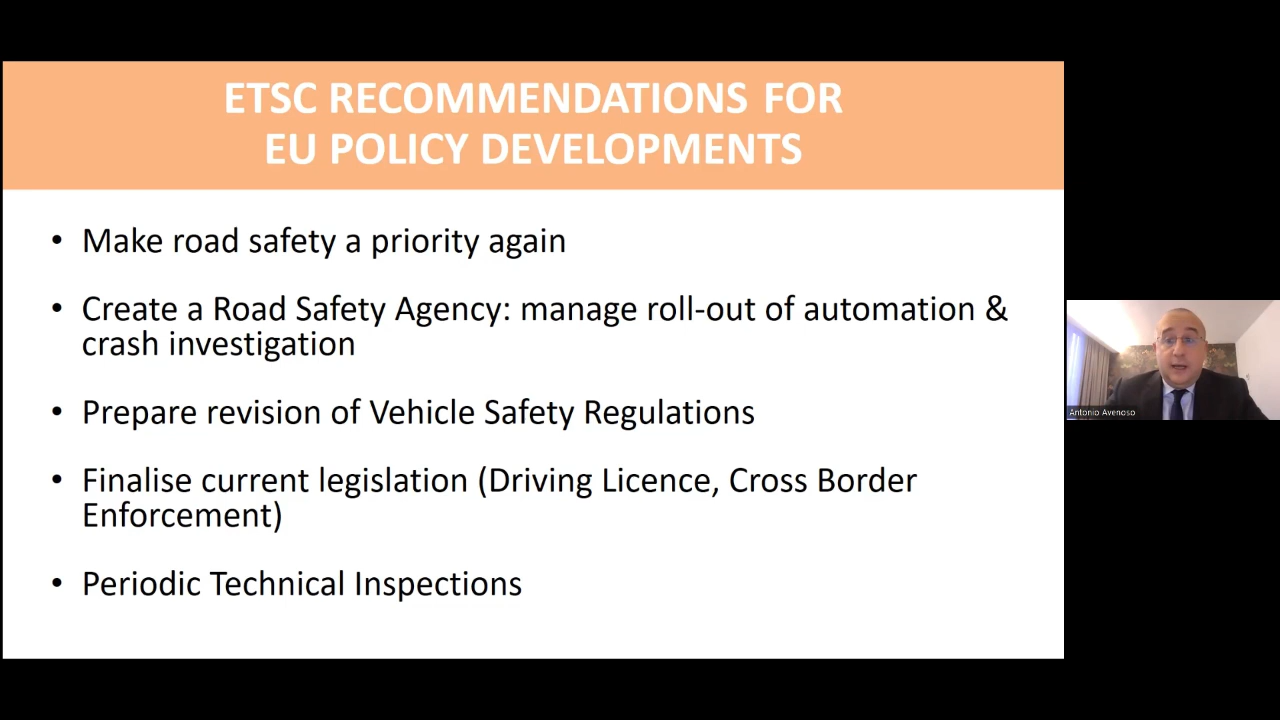 ETSC RECOMMENDATIONS FOR
EU POLICY DEVELOPMENTS
• Make road safety a priority again
• Create a Road Safety Agency: manage roll-out of automation &
crash investigation
• Prepare revision of Vehicle Safety Regulations
• Finalise current legislation (Driving Licence, Cross Border
Enforcement)
• Periodic Technical Inspections
Antonio Avenoso